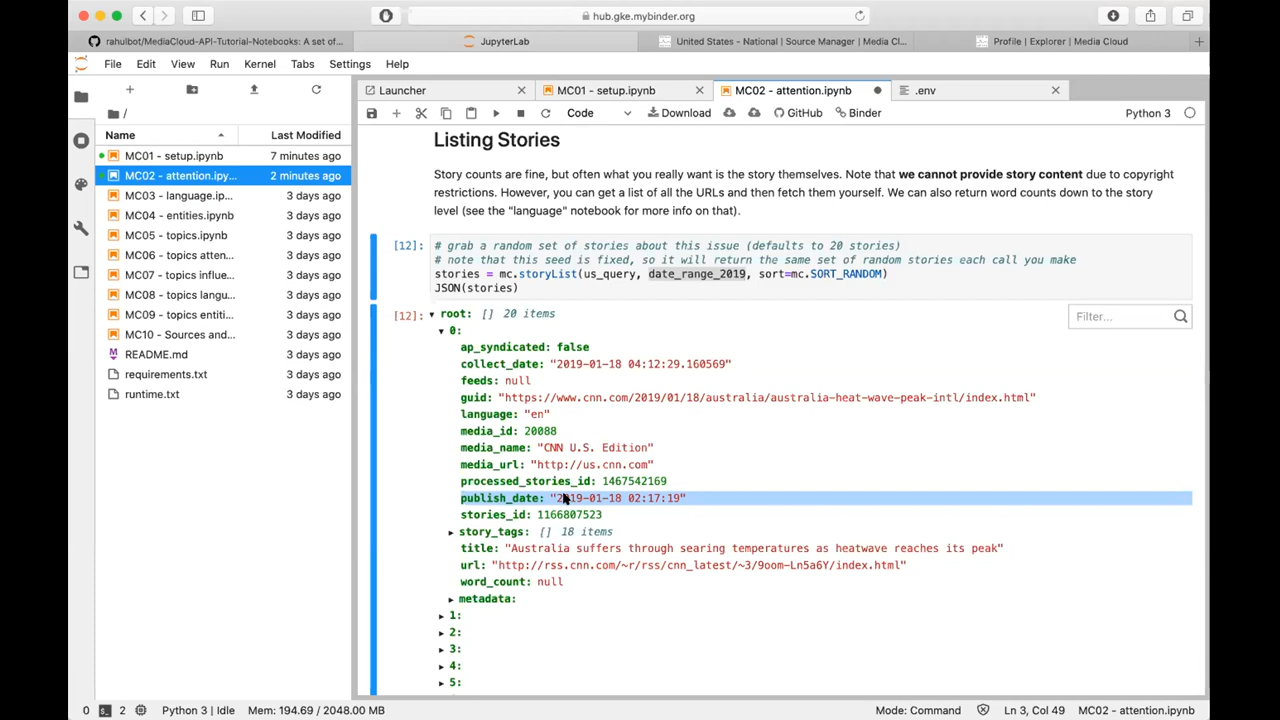 hub.gke.mybinder.org
rahulbot/MediaCloud-API-Tutorial-Notebooks: A set of...
JupyterLab
United States - National | Source Manager | Media Cl...
Profile | Explorer | Media Cloud
File Edit View Run Kernel Tabs Settings Help
Launcher
MC01 - setup.ipynb
MC02 - attention.ipynb
.env
Code
Download
GitHub
Binder
Python 3
/
Name Last Modified
MC01 - setup.ipynb 7 minutes ago
MC02 - attention.ipy... 2 minutes ago
MC03 - language.ip... 3 days ago
MC04 - entities.ipynb 3 days ago
MC05 - topics.ipynb 3 days ago
MC06 - topics atten... 3 days ago
MC07 - topics influe... 3 days ago
MC08 - topics langu... 3 days ago
MC09 - topics entiti... 3 days ago
MC10 - Sources and... 3 days ago
README.md 3 days ago
requirements.txt 3 days ago
runtime.txt 3 days ago
Listing Stories
Story counts are fine, but often what you really want is the story themselves. Note that we cannot provide story content due to copyright
restrictions. However, you can get a list of all the URLs and then fetch them yourself. We can also return word counts down to the story
level (see the "language" notebook for more info on that).
[12]: # grab a random set of stories about this issue (defaults to 20 stories)
# note that this seed is fixed, so it will return the same set of random stories each call you make
stories = mc.storyList(us_query, date_range_2019, sort=mc.SORT_RANDOM)
JSON(stories)
[12]: root: [] 20 items
Filter...
0:
ap_syndicated: false
collect_date: "2019-01-18 04:12:29.160569"
feeds: null
guid: "https://www.cnn.com/2019/01/18/australia/australia-heat-wave-peak-intl/index.html"
language: "en"
media_id: 20088
media_name: "CNN U.S. Edition"
media_url: "http://us.cnn.com"
processed_stories_id: 1467542169
publish_date: "2019-01-18 02:17:19"
stories_id: 1166807523
story_tags: [] 18 items
title: "Australia suffers through searing temperatures as heatwave reaches its peak"
url: "http://rss.cnn.com/~r/rss/cnn_latest/~3/9oom-Ln5a6Y/index.html"
word_count: null
metadata:
1:
2:
3:
4:
5:
0 2 Python 3 | Idle Mem: 194.69 / 2048.00 MB
Mode: Command Ln 3, Col 49 MC02 - attention.ipynb